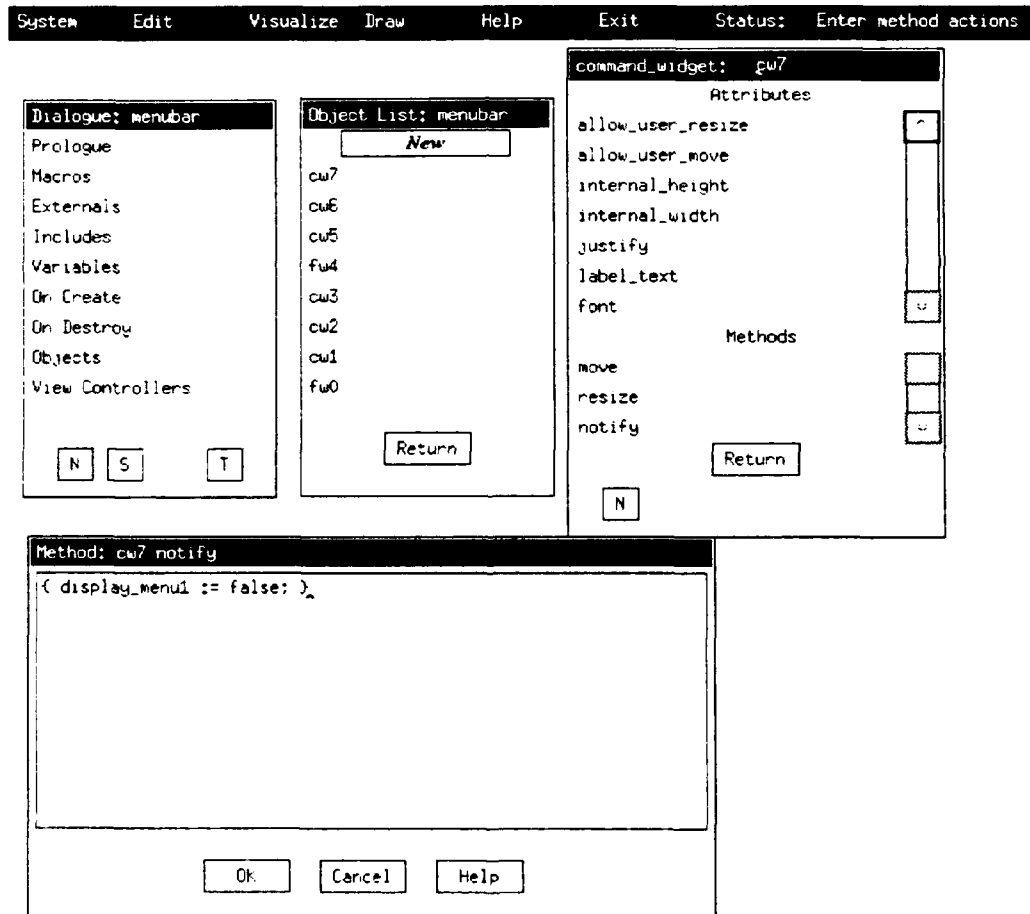 System Edit Visualize Draw Help Exit Status: Enter method actions
Dialogue: menubar
Prologue
Macros
Externals
Includes
Variables
On Create
On Destroy
Objects
View Controllers
N S T
Object List: menubar
New
cw7
cw6
cw5
fw4
cw3
cw2
cw1
fw0
Return
command_widget: cw7
Attributes
allow_user_resize
allow_user_move
internal_height
internal_width
justify
label_text
font
Methods
move
resize
notify
Return
N
Method: cw7 notify
{ display_menu1 := false; }
Ok Cancel Help